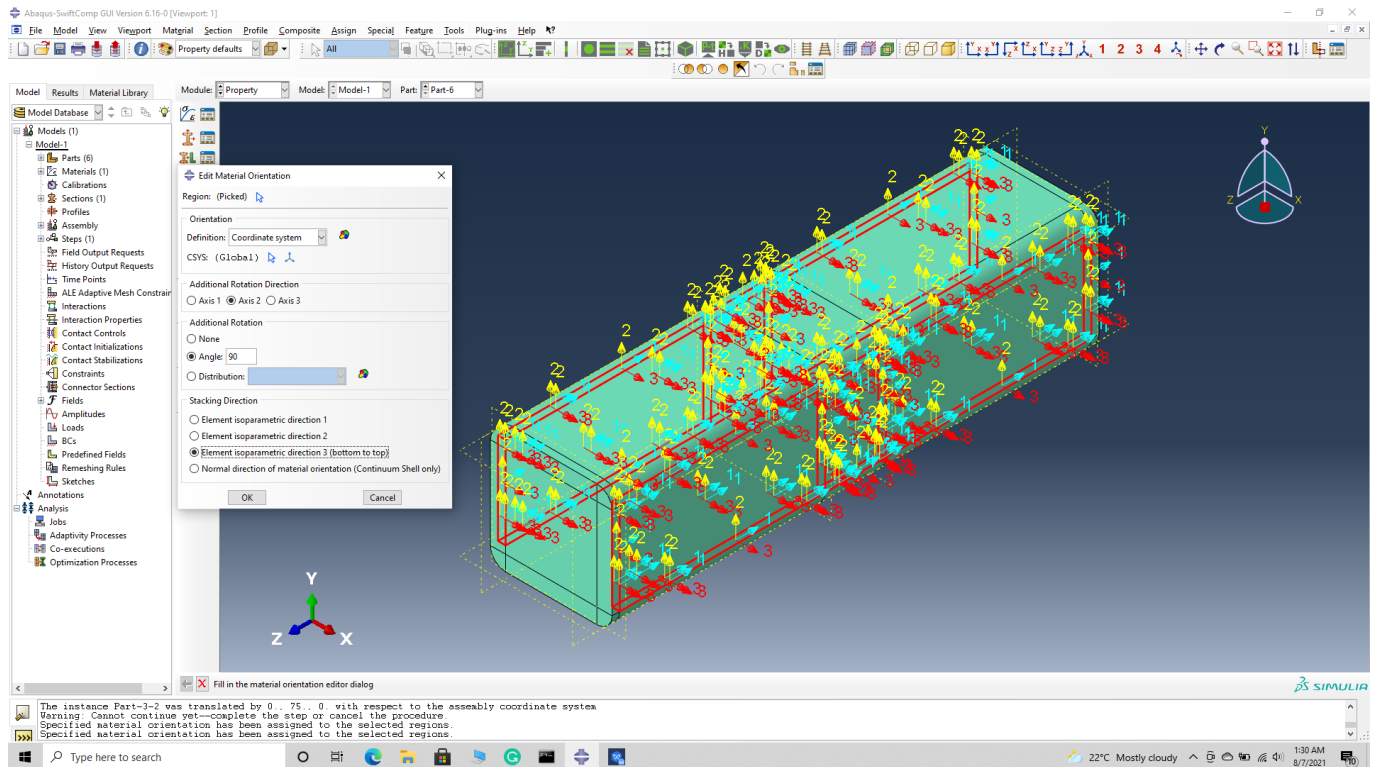 Abaqus-SwiftComp GUI Version 6.16-0 [Viewport: 1]
File Model View Viewport Material Section Profile Composite Assign Special Feature Tools Plug-ins Help
Property defaults All 1 2 3 4
Model Results Material Library Module: Property Model: Model-1 Part: Part-6
Model Database
Models (1)
Model-1
Parts (6)
Materials (1)
Calibrations
Sections (1)
Profiles
Assembly
Steps (1)
Field Output Requests
History Output Requests
Time Points
ALE Adaptive Mesh Constrain
Interactions
Interaction Properties
Contact Controls
Contact Initializations
Contact Stabilizations
Constraints
Connector Sections
Fields
Amplitudes
Loads
BCs
Predefined Fields
Remeshing Rules
Sketches
Annotations
Analysis
Jobs
Adaptivity Processes
Co-executions
Optimization Processes
Edit Material Orientation
Region: (Picked)
Orientation
Definition: Coordinate system
CSYS: (Global)
Additional Rotation Direction
Axis 1 Axis 2 Axis 3
Additional Rotation
None
Angle: 90
Distribution:
Stacking Direction
Element isoparametric direction 1
Element isoparametric direction 2
Element isoparametric direction 3 (bottom to top)
Normal direction of material orientation (Continuum Shell only)
OK Cancel
Y
Z X
Y
Z X
Fill in the material orientation editor dialog
SIMULIA
The instance Part-3-2 was translated by 0., 75., 0. with respect to the assembly coordinate system
Warning: Cannot continue yet--complete the step or cancel the procedure.
Specified material orientation has been assigned to the selected regions.
Specified material orientation has been assigned to the selected regions.
Type here to search
22°C Mostly cloudy
1:30 AM
8/7/2021